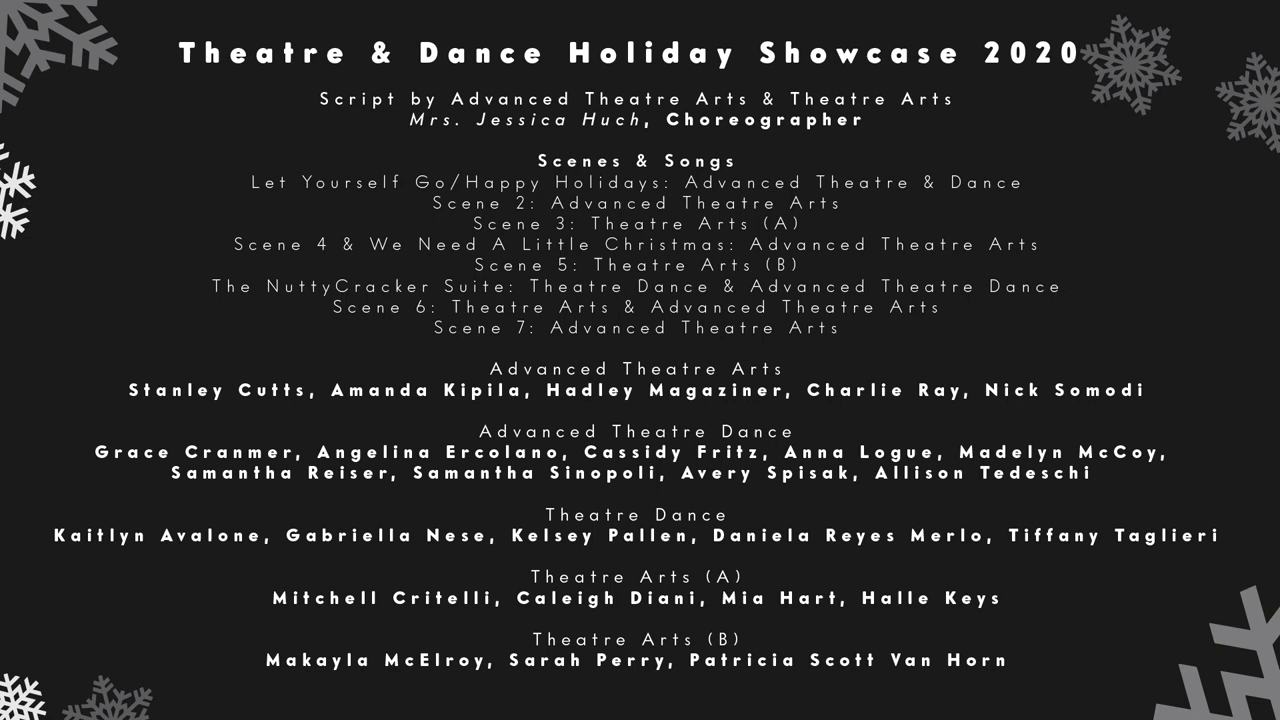 Theatre & Dance Holiday Showcase 2020
Script by Advanced Theatre Arts & Theatre Arts
Mrs. Jessica Huch, Choreographer
Scenes & Songs
Let Yourself Go/Happy Holidays: Advanced Theatre & Dance
Scene 2: Advanced Theatre Arts
Scene 3: Theatre Arts (A)
Scene 4 & We Need A Little Christmas: Advanced Theatre Arts
Scene 5: Theatre Arts (B)
The NuttyCracker Suite: Theatre Dance & Advanced Theatre Dance
Scene 6: Theatre Arts & Advanced Theatre Arts
Scene 7: Advanced Theatre Arts
Advanced Theatre Arts
Stanley Cutts, Amanda Kipila, Hadley Magaziner, Charlie Ray, Nick Somodi
Advanced Theatre Dance
Grace Cranmer, Angelina Ercolano, Cassidy Fritz, Anna Logue, Madelyn McCoy,
Samantha Reiser, Samantha Sinopoli, Avery Spisak, Allison Tedeschi
Theatre Dance
Kaitlyn Avalone, Gabriella Nese, Kelsey Pallen, Daniela Reyes Merlo, Tiffany Taglieri
Theatre Arts (A)
Mitchell Critelli, Caleigh Diani, Mia Hart, Halle Keys
Theatre Arts (B)
Makayla McElroy, Sarah Perry, Patricia Scott Van Horn